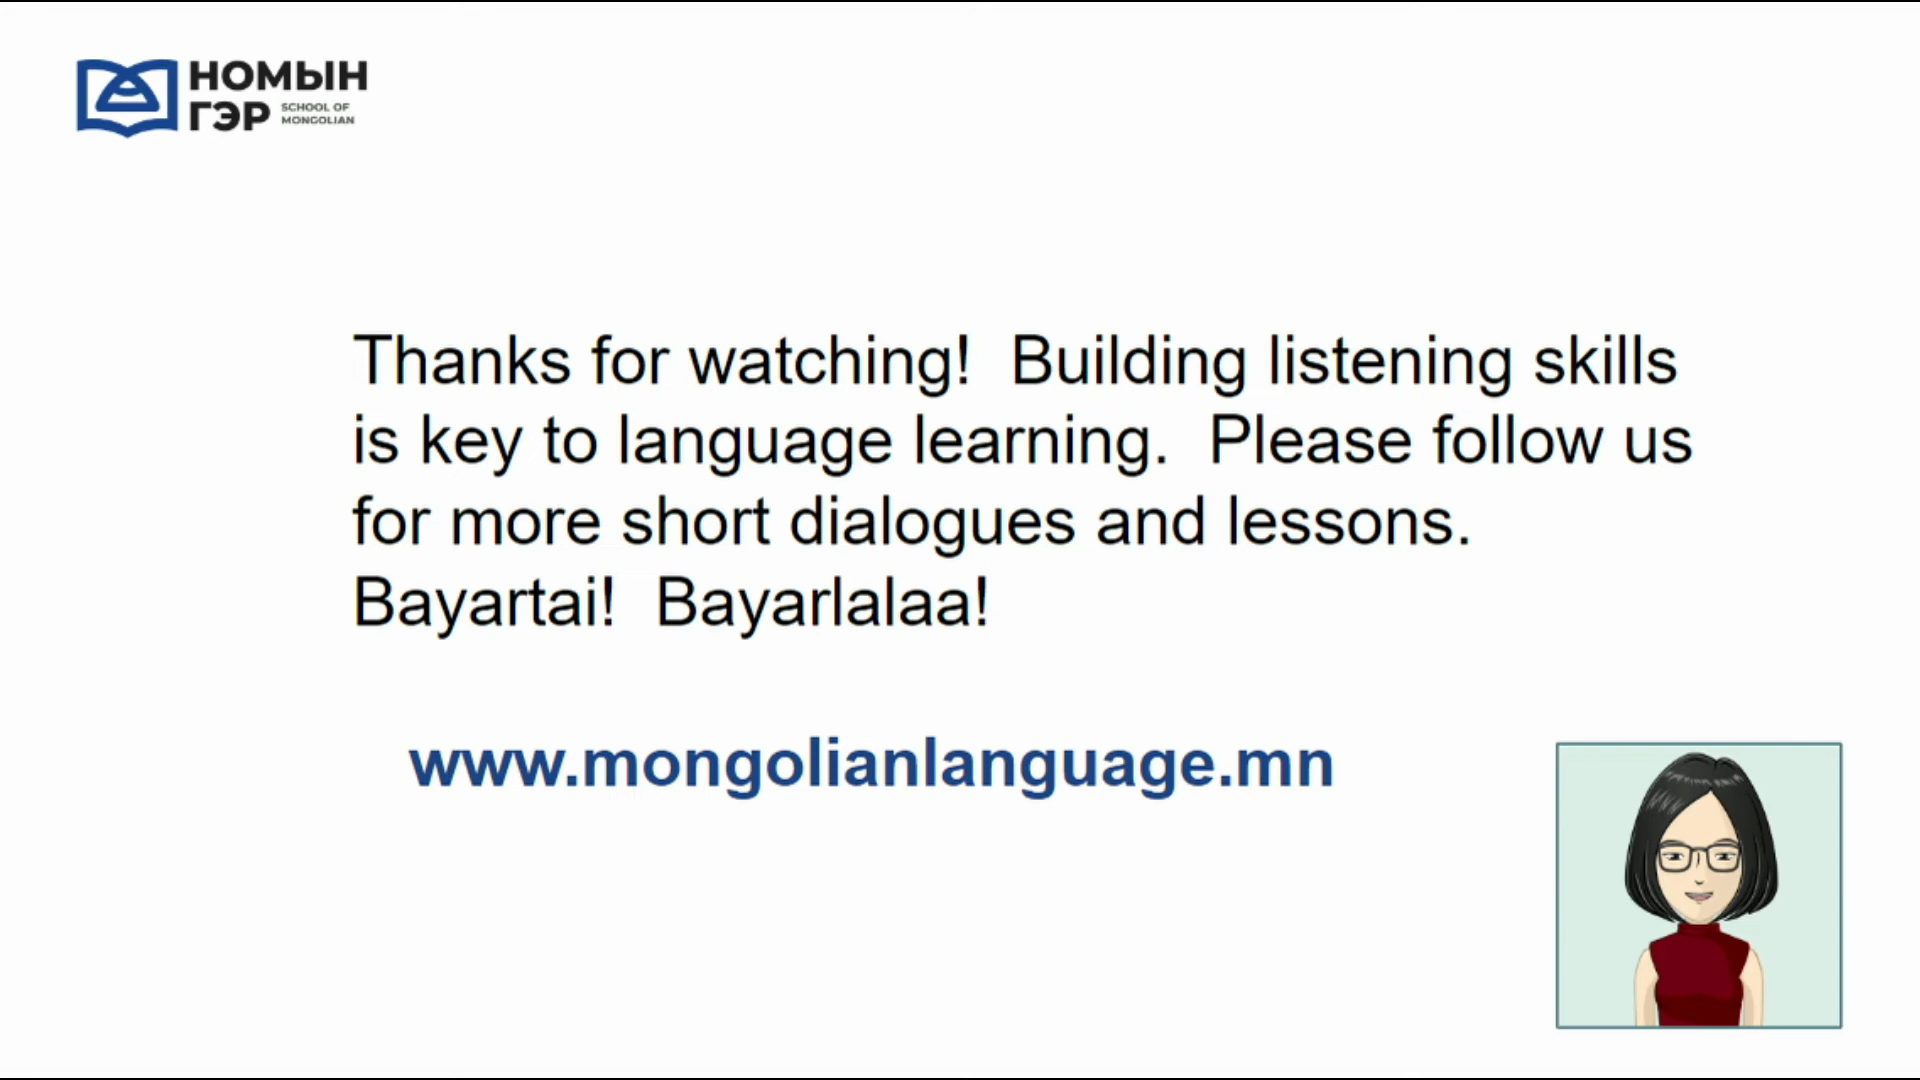 НОМЫН
ГЭР SCHOOL OF
MONGOLIAN
Thanks for watching!  Building listening skills
is key to language learning.  Please follow us
for more short dialogues and lessons.
Bayartai!  Bayarlalaa!
www.mongolianlanguage.mn